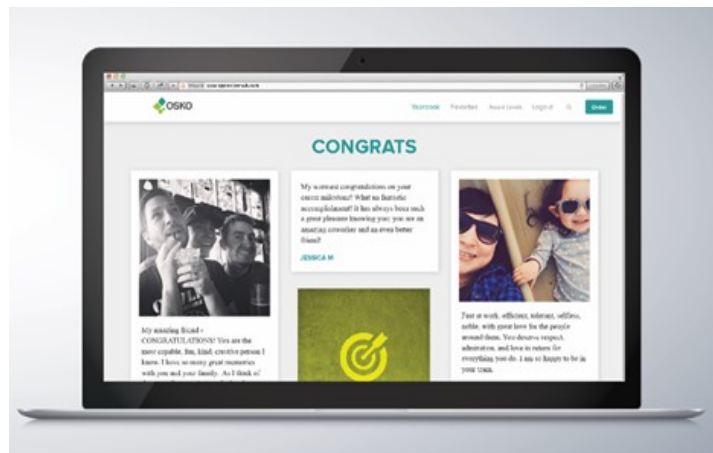 OSKO
Yearbook Favorites Award Levels Logout Order
CONGRATS
My amazing friend -
CONGRATULATIONS! You are the
most capable, fun, kind, creative person I
know. I have so many great memories
with you and your family. As I think of
My warmest congratulations on your
career milestone! What an fantastic
accomplishment! It has always been such
a great pleasure knowing you; you are an
amazing coworker and an even better
friend!
JESSICA M
Fast at work, efficient, tolerant, selfless,
noble, with great love for the people
around them. You deserve respect,
admiration, and love in return for
everything you do. I am so happy to be in
your team.